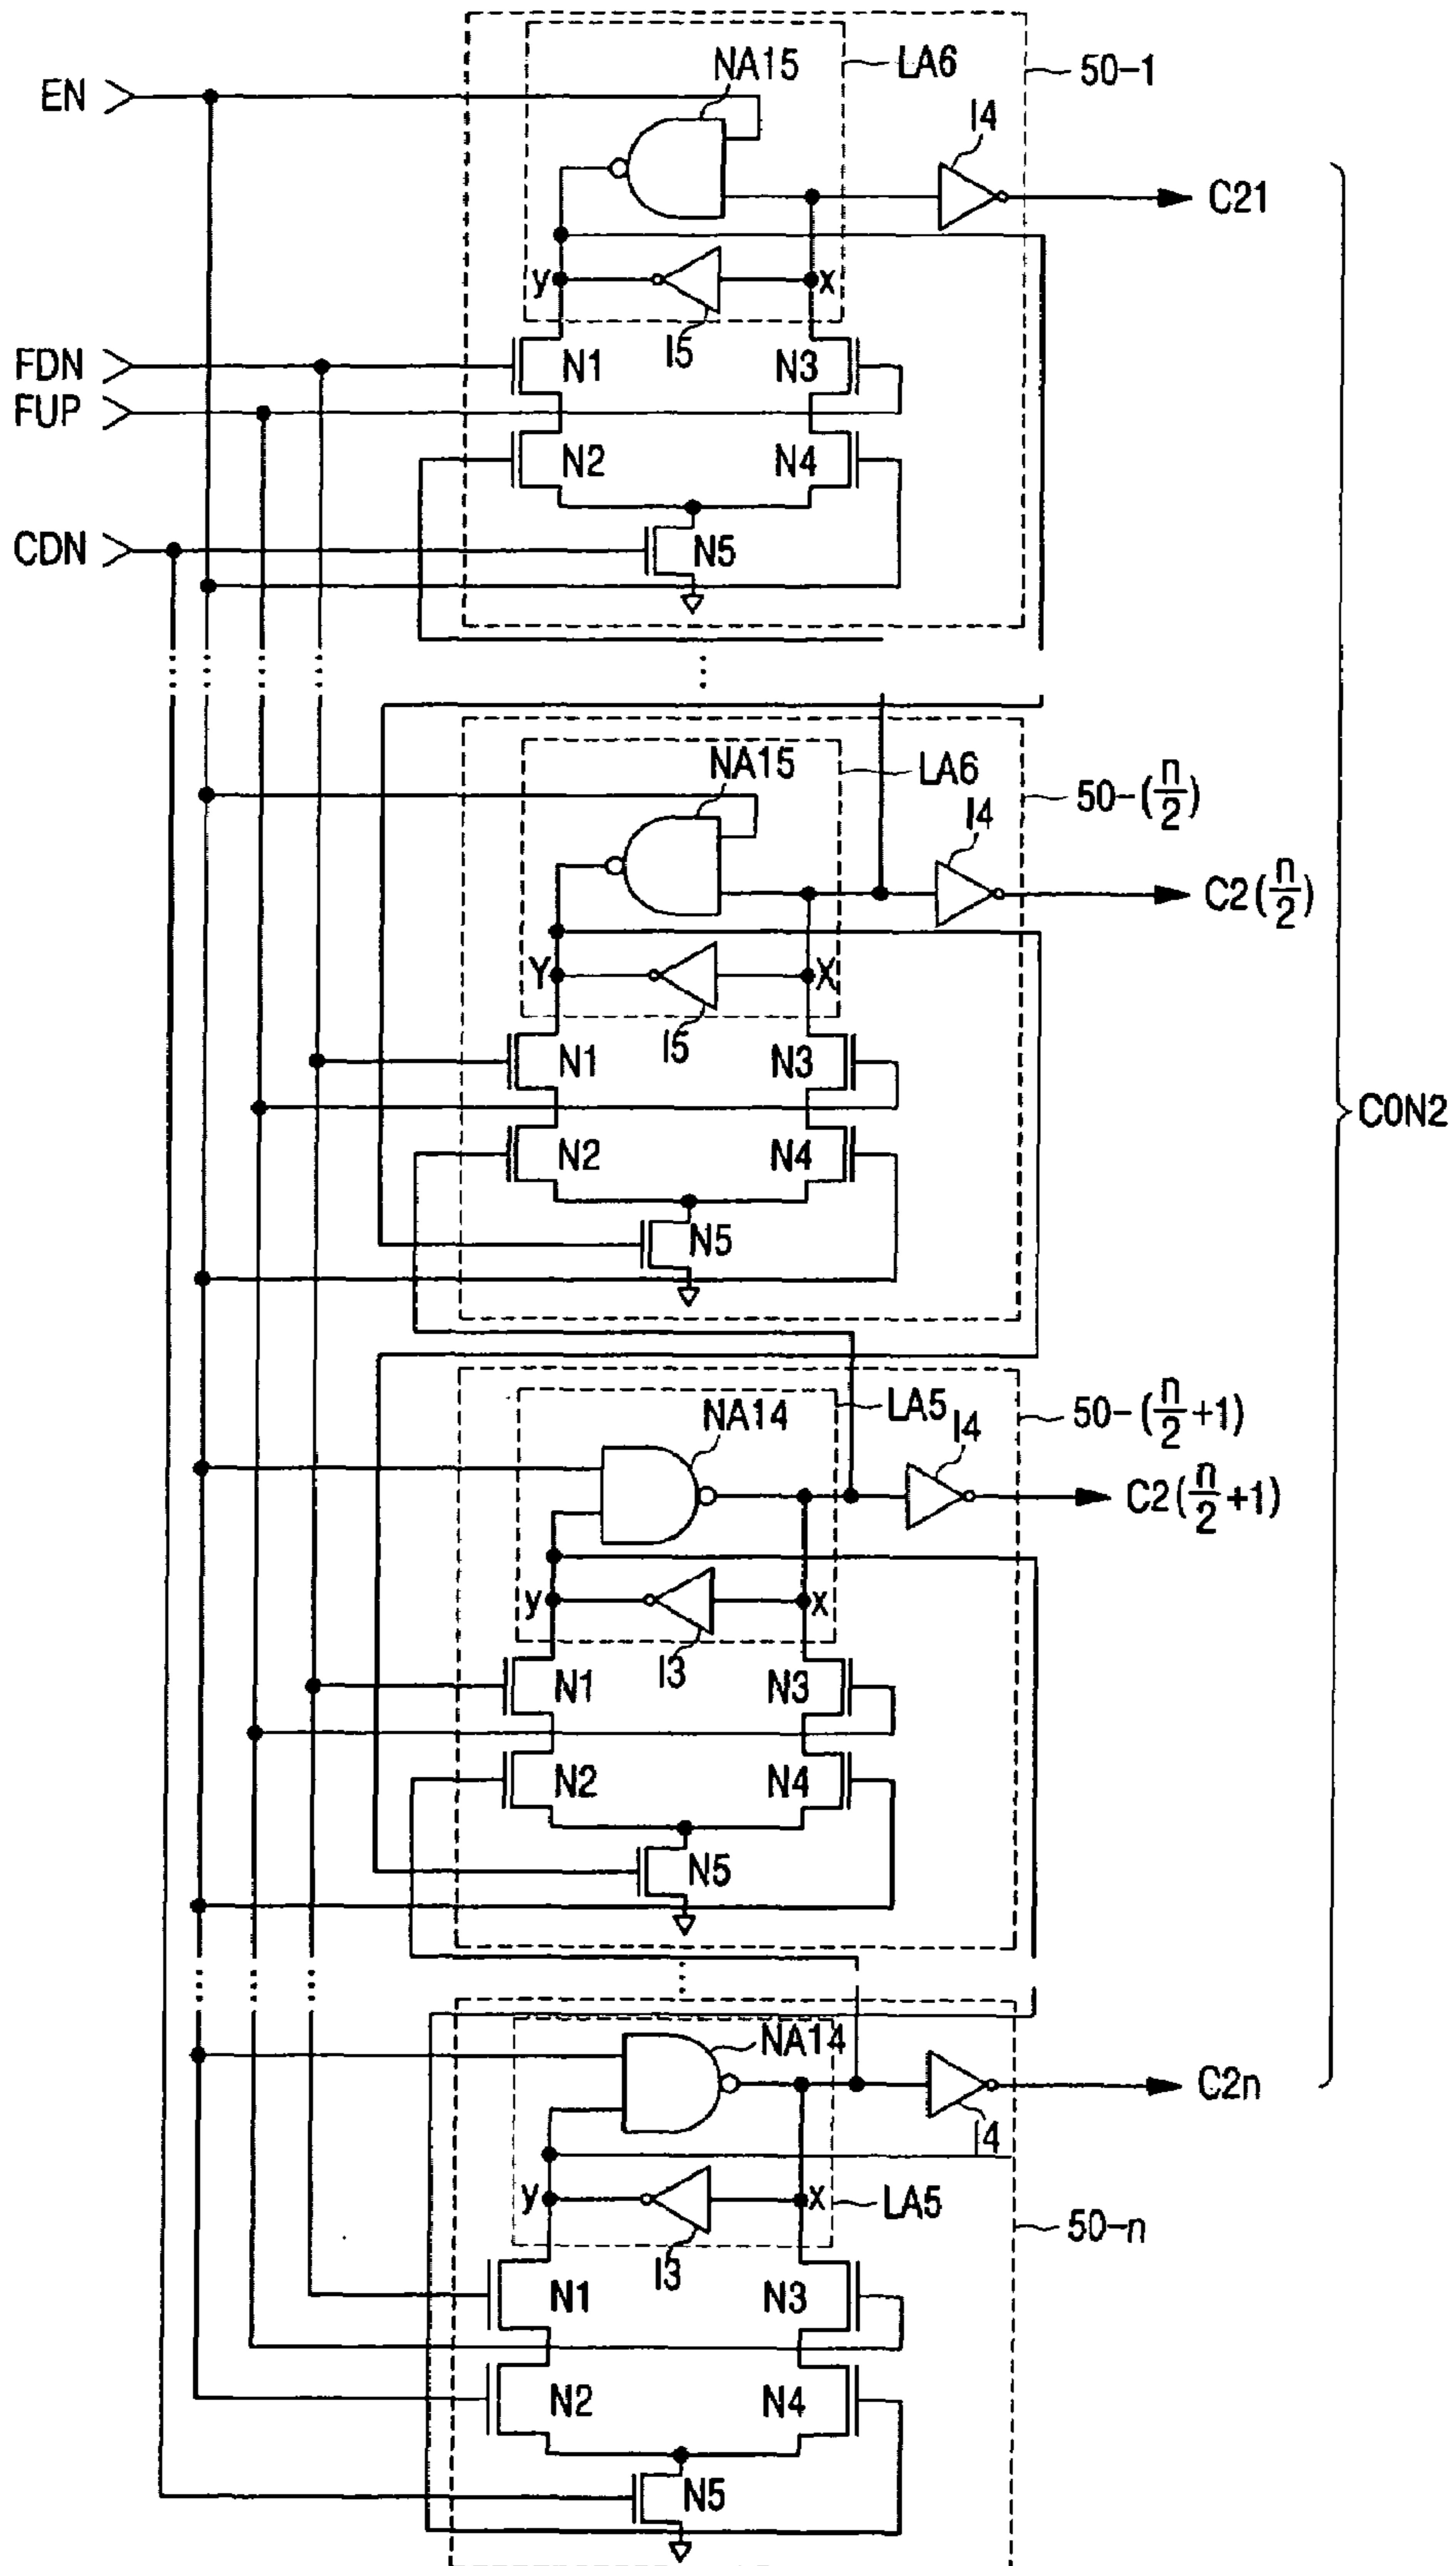 EN
NA15
LA6
50-1
I4
C21
y
x
I5
FDN
FUP
N1
N3
N2
N4
CDN
N5
NA15
LA6
50-(n/2)
I4
C2(n/2)
Y
X
I5
N1
N3
CON2
N2
N4
N5
NA14
LA5
50-(n/2+1)
I4
C2(n/2+1)
y
x
I3
N1
N3
N2
N4
N5
NA14
C2n
I4
y
x
LA5
50-n
I3
N1
N3
N2
N4
N5